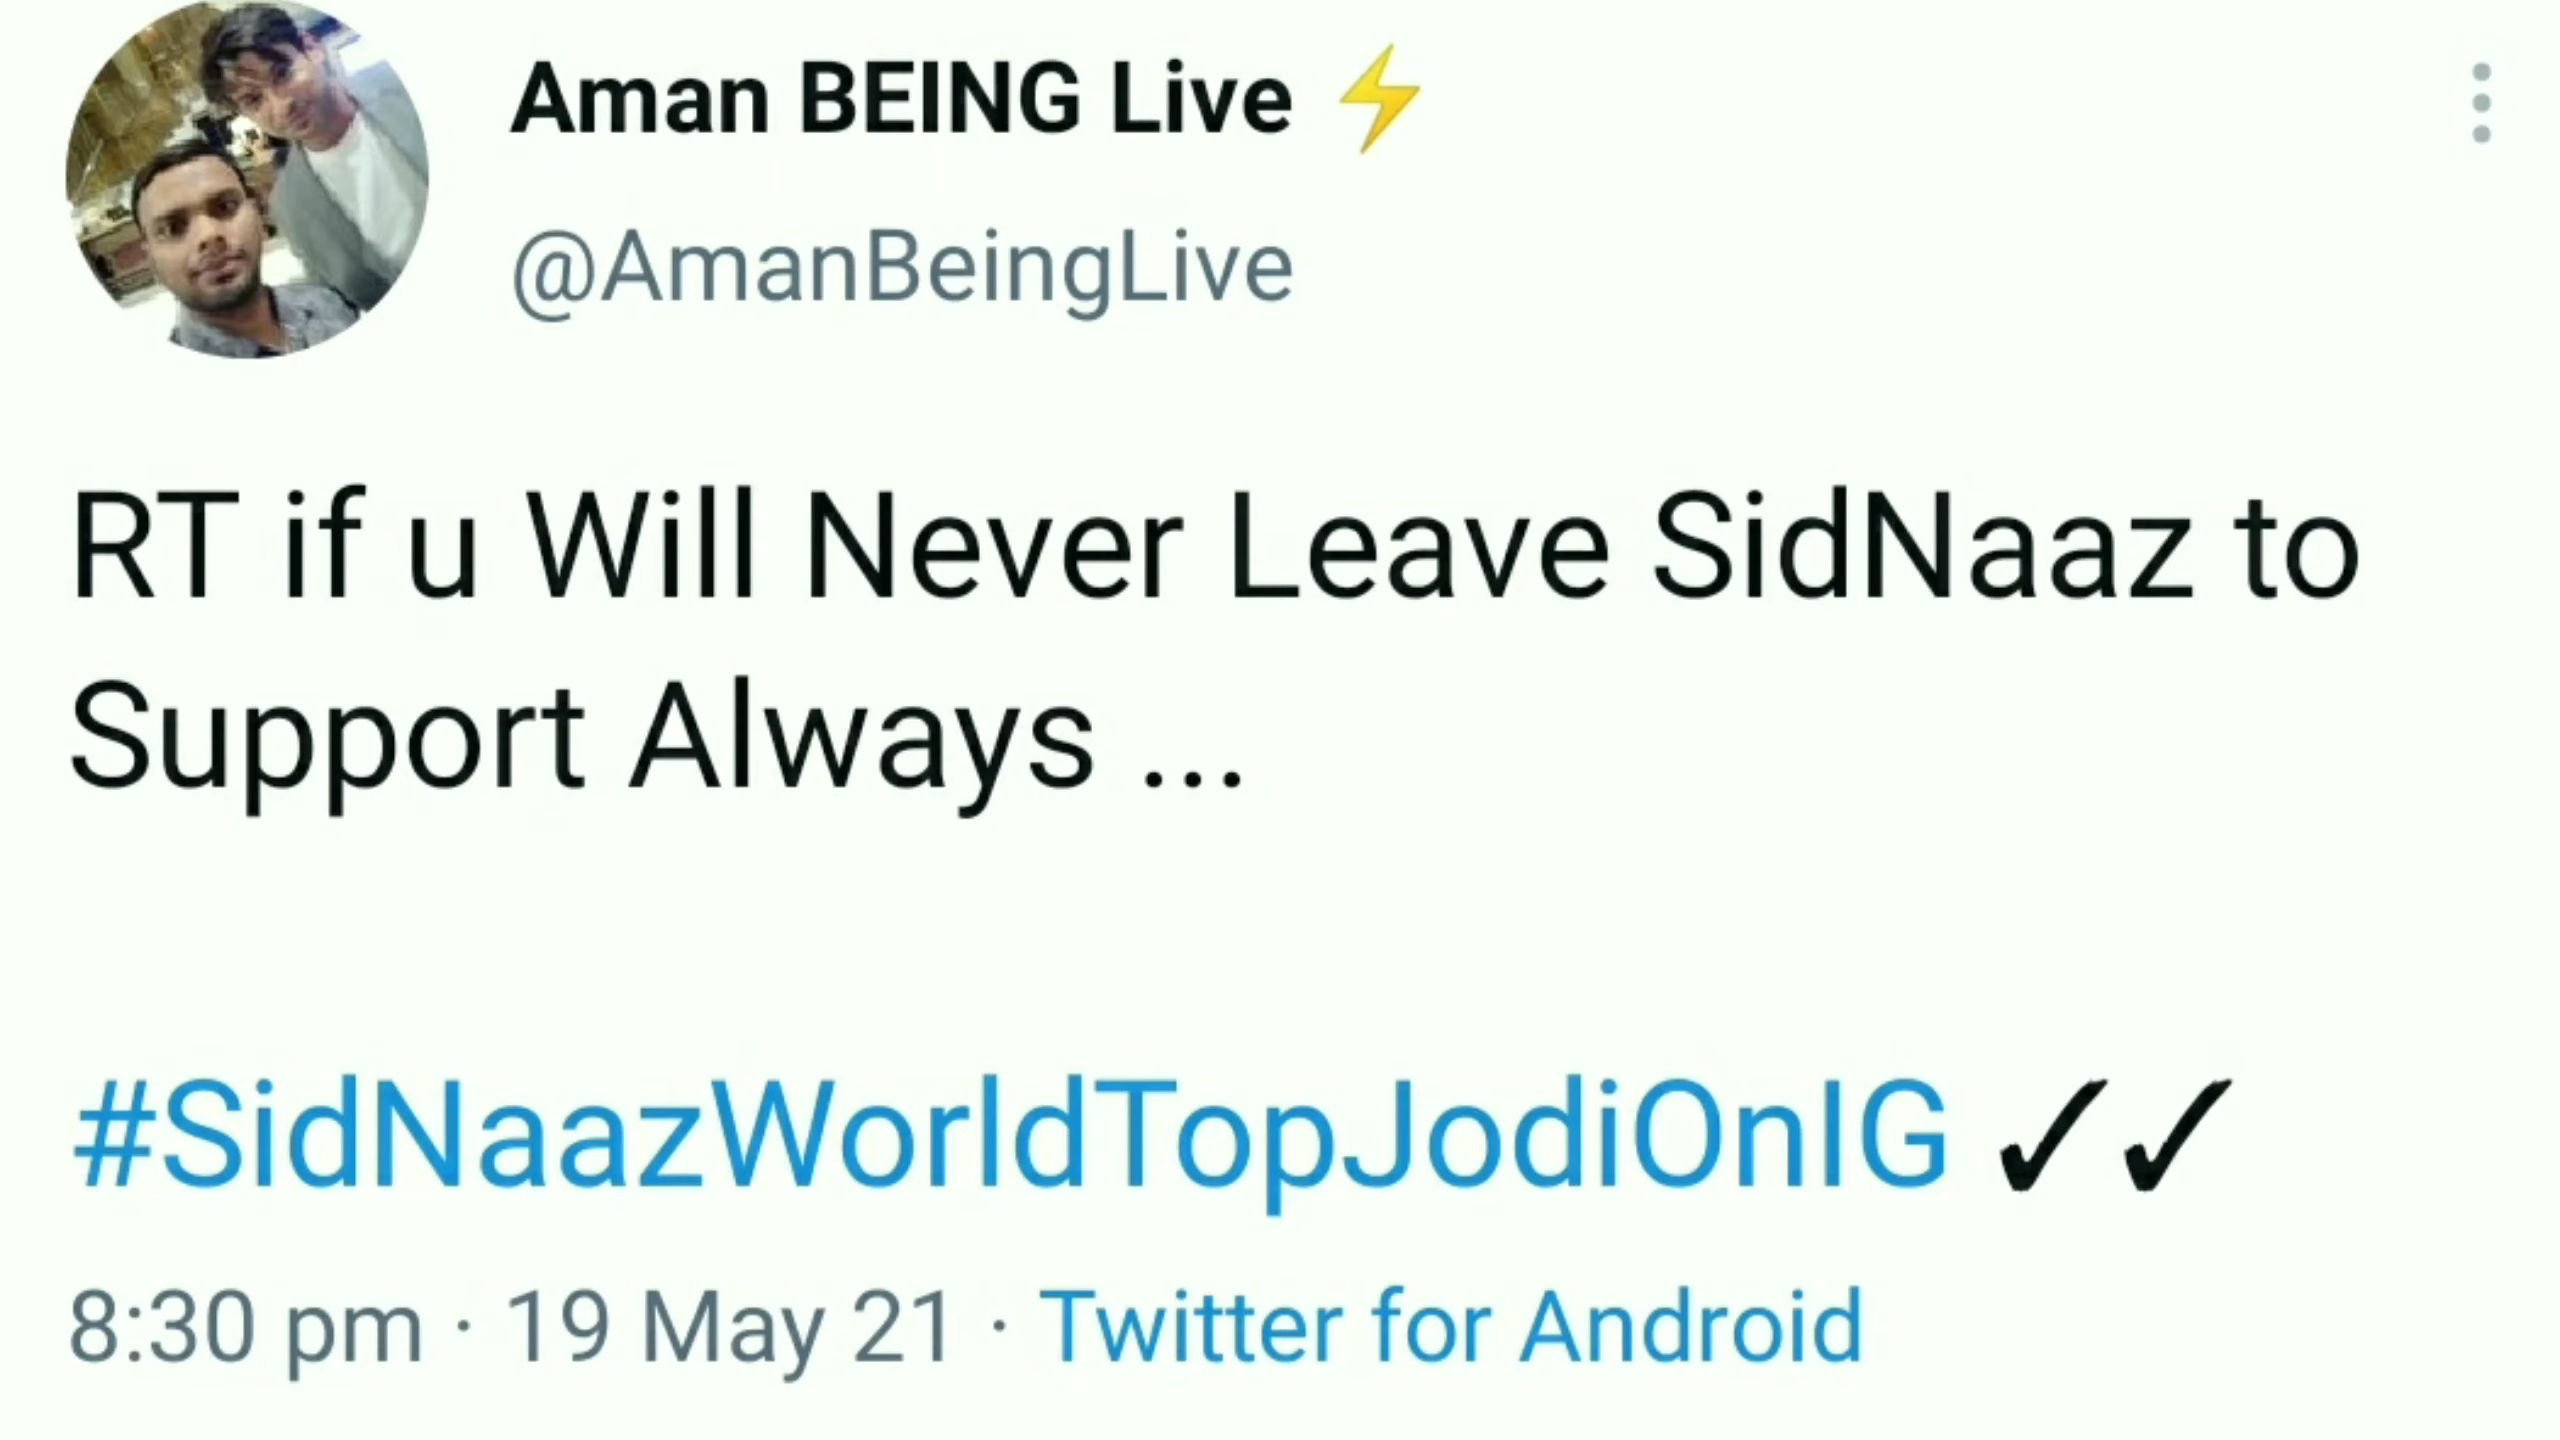 Aman BEING Live ⚡
@AmanBeingLive
RT if u Will Never Leave SidNaaz to
Support Always ...
#SidNaazWorldTopJodiOnIG ✓✓
8:30 pm · 19 May 21 · Twitter for Android